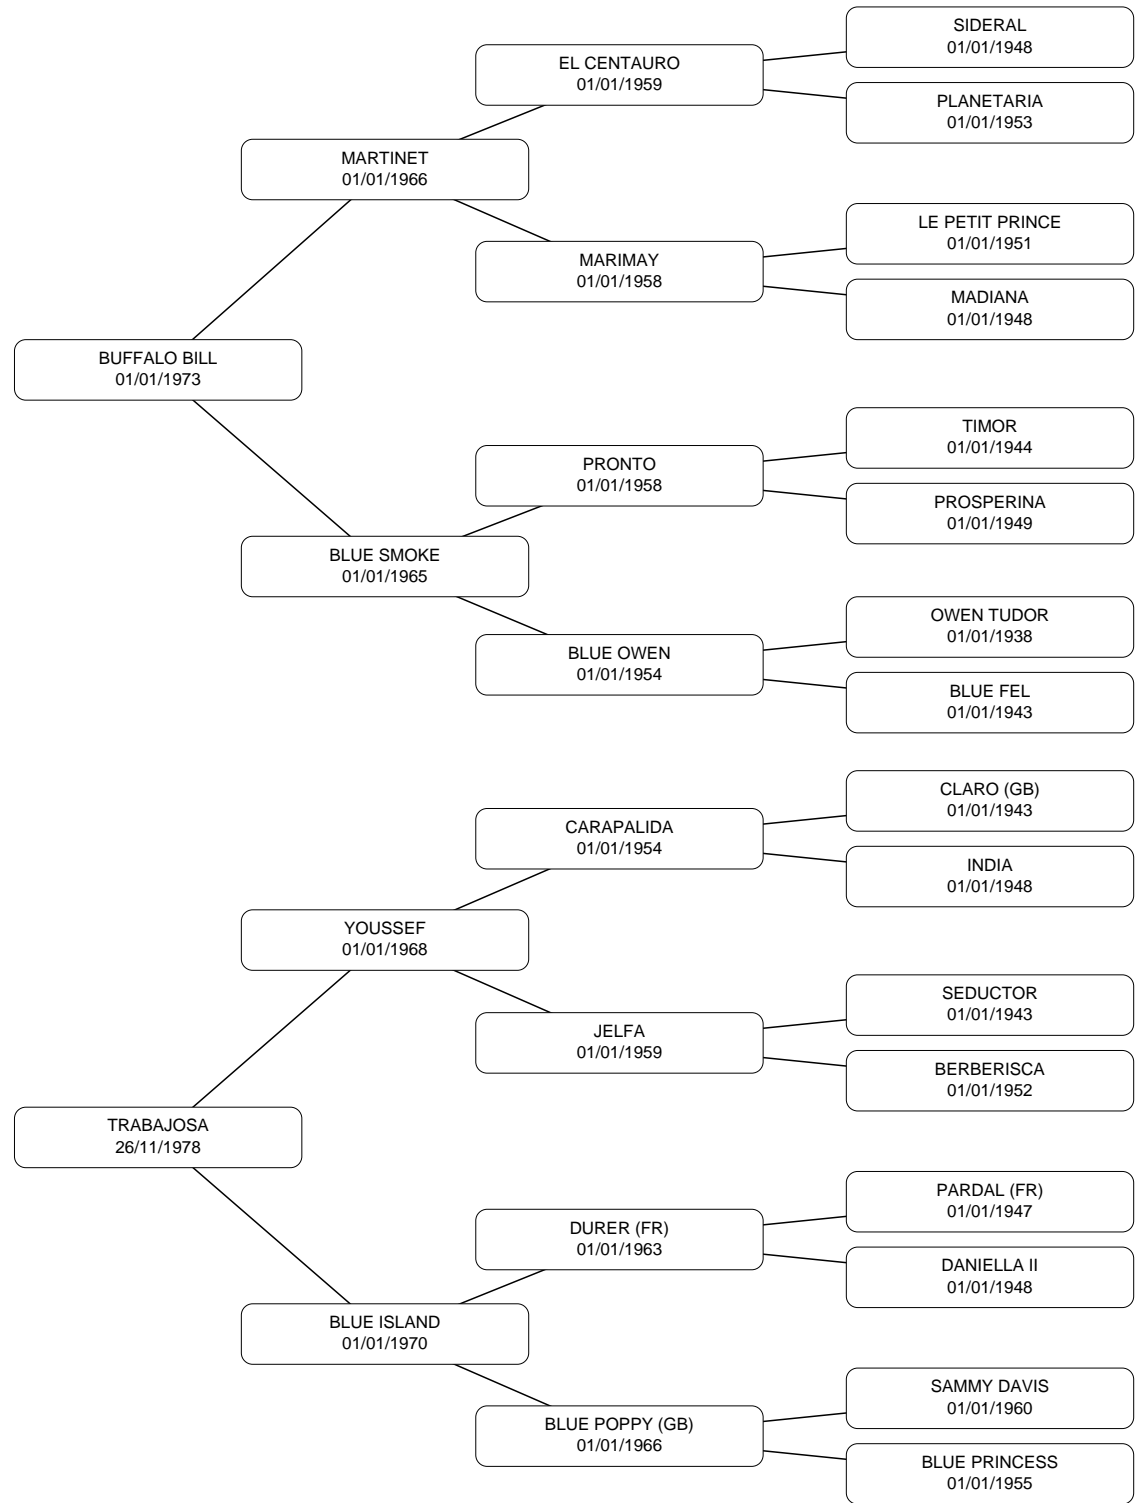 SIDERAL
01/01/1948
EL CENTAURO
01/01/1959
PLANETARIA
01/01/1953
MARTINET
01/01/1966
LE PETIT PRINCE
01/01/1951
MARIMAY
01/01/1958
MADIANA
01/01/1948
BUFFALO BILL
01/01/1973
TIMOR
01/01/1944
PRONTO
01/01/1958
PROSPERINA
01/01/1949
BLUE SMOKE
01/01/1965
OWEN TUDOR
01/01/1938
BLUE OWEN
01/01/1954
BLUE FEL
01/01/1943
CLARO (GB)
01/01/1943
CARAPALIDA
01/01/1954
INDIA
01/01/1948
YOUSSEF
01/01/1968
SEDUCTOR
01/01/1943
JELFA
01/01/1959
BERBERISCA
01/01/1952
TRABAJOSA
26/11/1978
PARDAL (FR)
01/01/1947
DURER (FR)
01/01/1963
DANIELLA II
01/01/1948
BLUE ISLAND
01/01/1970
SAMMY DAVIS
01/01/1960
BLUE POPPY (GB)
01/01/1966
BLUE PRINCESS
01/01/1955